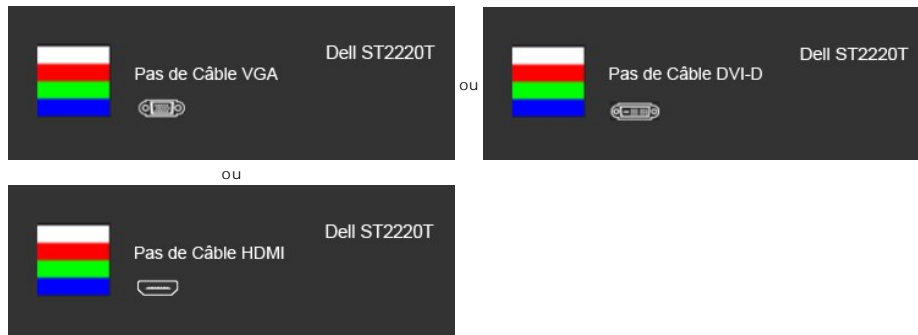 Dell ST2220T
Pas de Câble VGA
ou
Dell ST2220T
Pas de Câble DVI-D
ou
Dell ST2220T
Pas de Câble HDMI